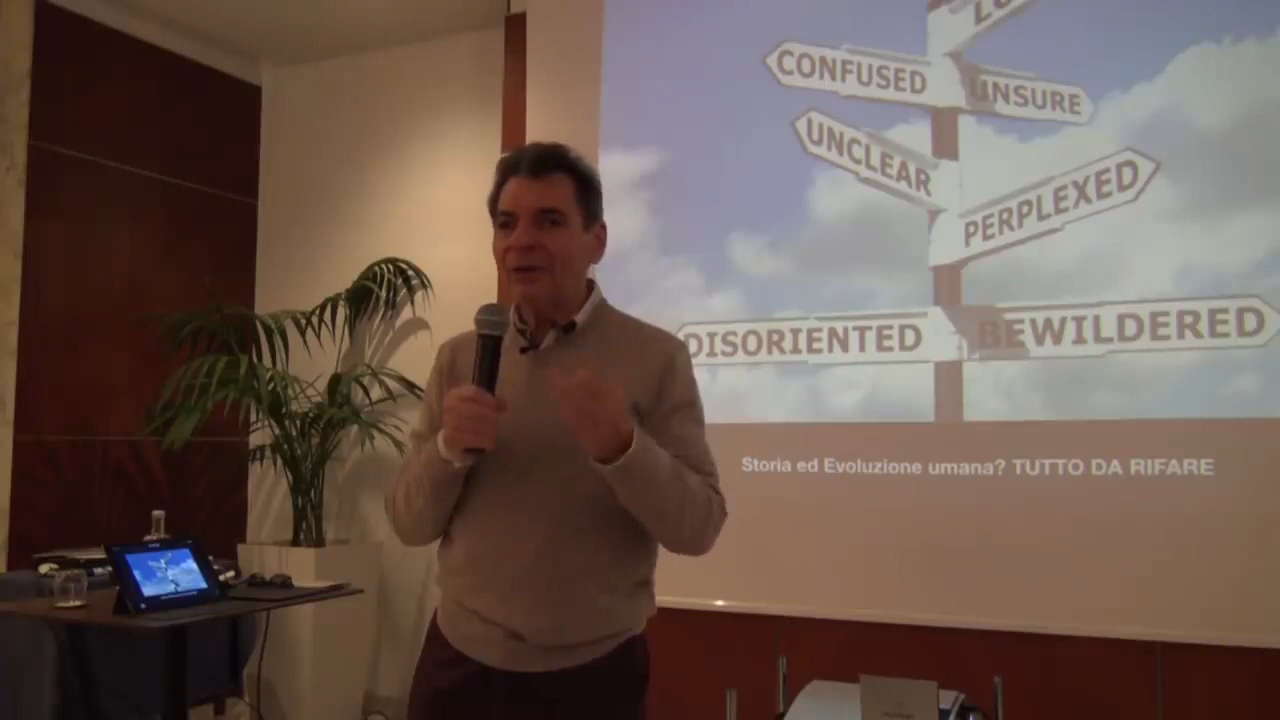 CONFUSED
UNSURE
UNCLEAR
PERPLEXED
DISORIENTED
BEWILDERED
Storia ed Evoluzione umana? TUTTO DA RIFARE